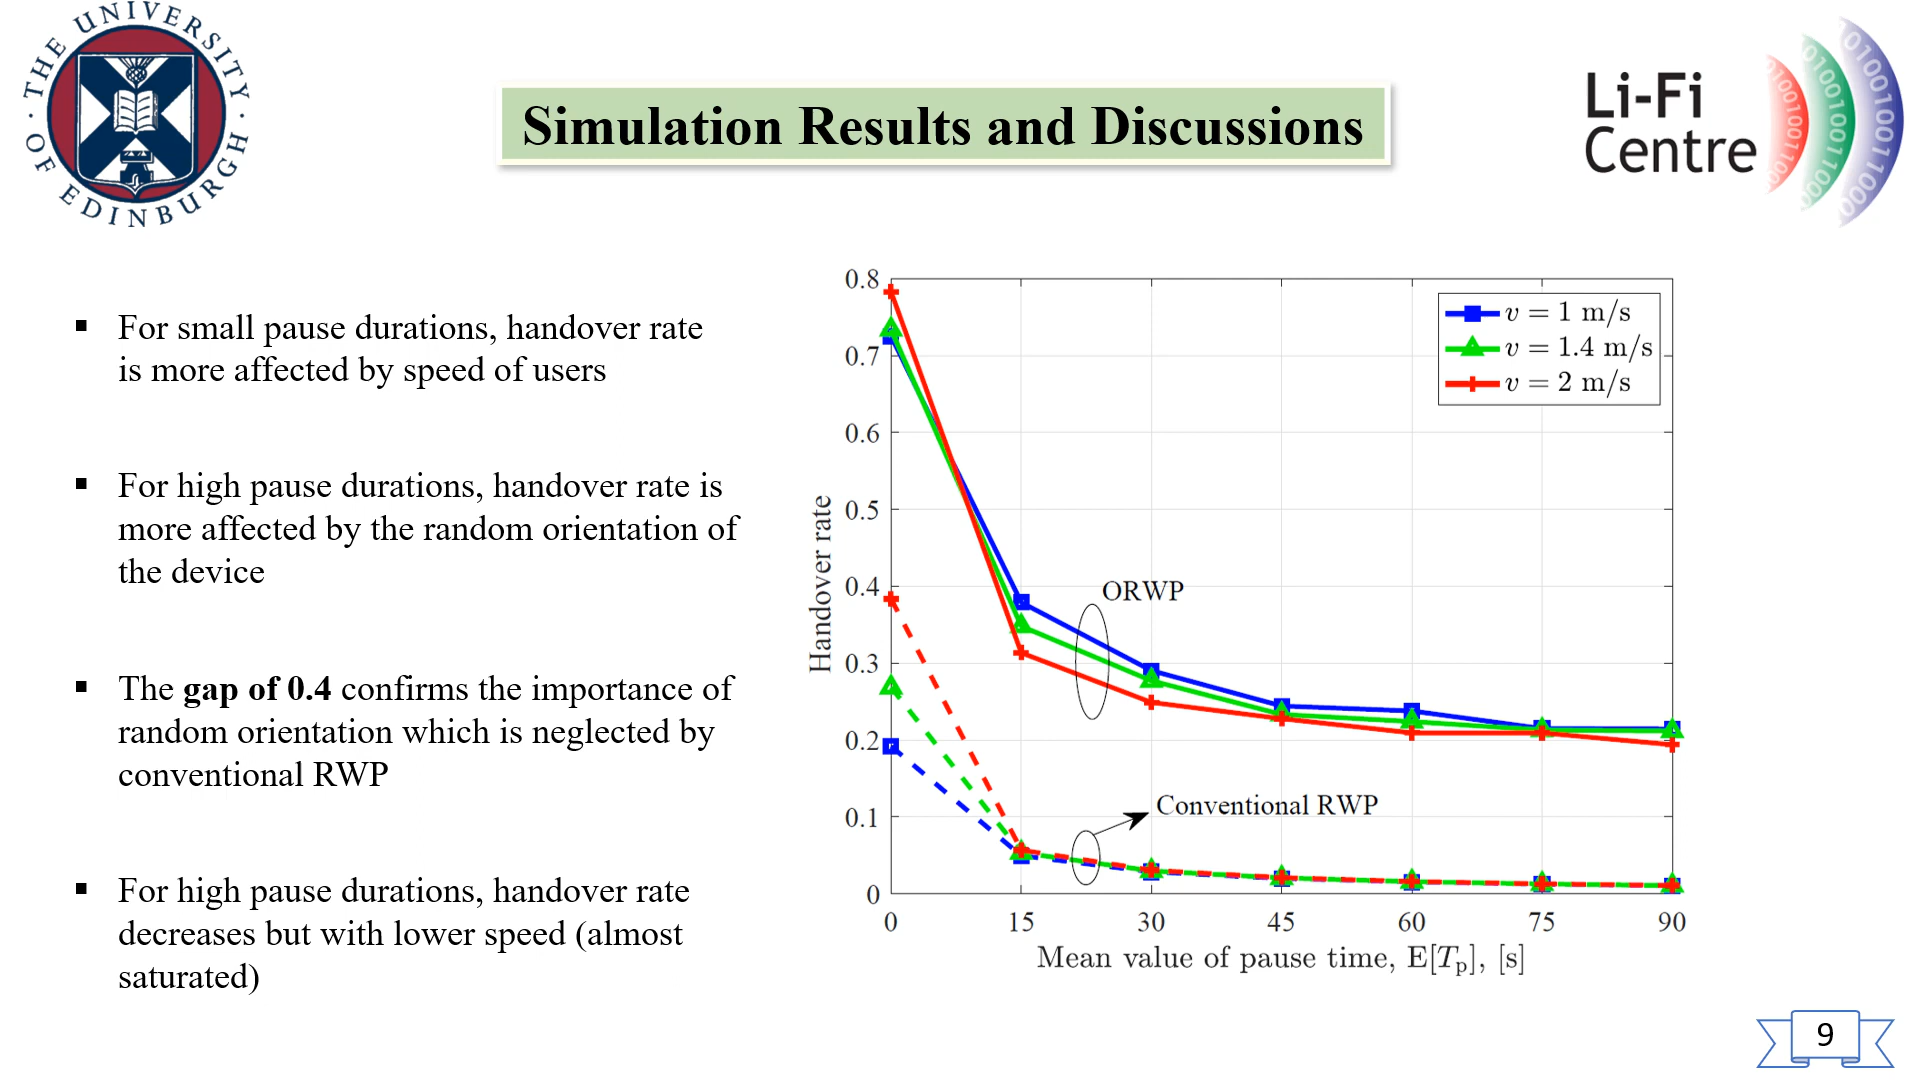 THE UNIVERSITY
OF EDINBURGH
Simulation Results and Discussions
Li-Fi
Centre
▪ For small pause durations, handover rate
is more affected by speed of users
▪ For high pause durations, handover rate is
more affected by the random orientation of
the device
▪ The gap of 0.4 confirms the importance of
random orientation which is neglected by
conventional RWP
▪ For high pause durations, handover rate
decreases but with lower speed (almost
saturated)
Handover rate
0.8
0.7
0.6
0.5
0.4
0.3
0.2
0.1
0
v = 1 m/s
v = 1.4 m/s
v = 2 m/s
ORWP
Conventional RWP
0 15 30 45 60 75 90
Mean value of pause time, E[Tp], [s]
9